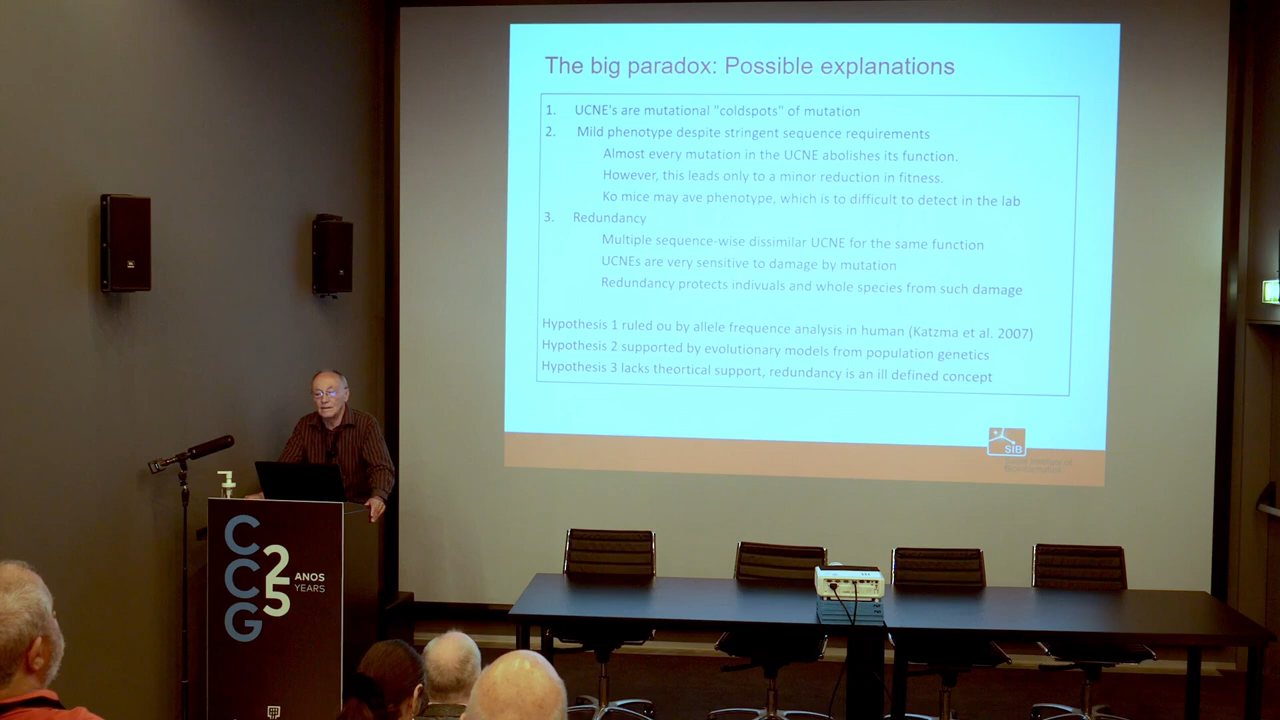 The big paradox: Possible explanations
1. UCNE's are mutational "coldspots" of mutation
2. Mild phenotype despite stringent sequence requirements
Almost every mutation in the UCNE abolishes its function.
However, this leads only to a minor reduction in fitness.
Ko mice may ave phenotype, which is to difficult to detect in the lab
3. Redundancy
Multiple sequence-wise dissimilar UCNE for the same function
UCNEs are very sensitive to damage by mutation
Redundancy protects indivuals and whole species from such damage
Hypothesis 1 ruled ou by allele frequence analysis in human (Katzma et al. 2007)
Hypothesis 2 supported by evolutionary models from population genetics
Hypothesis 3 lacks theortical support, redundancy is an ill defined concept
SIB
CCG
25
ANOS
YEARS